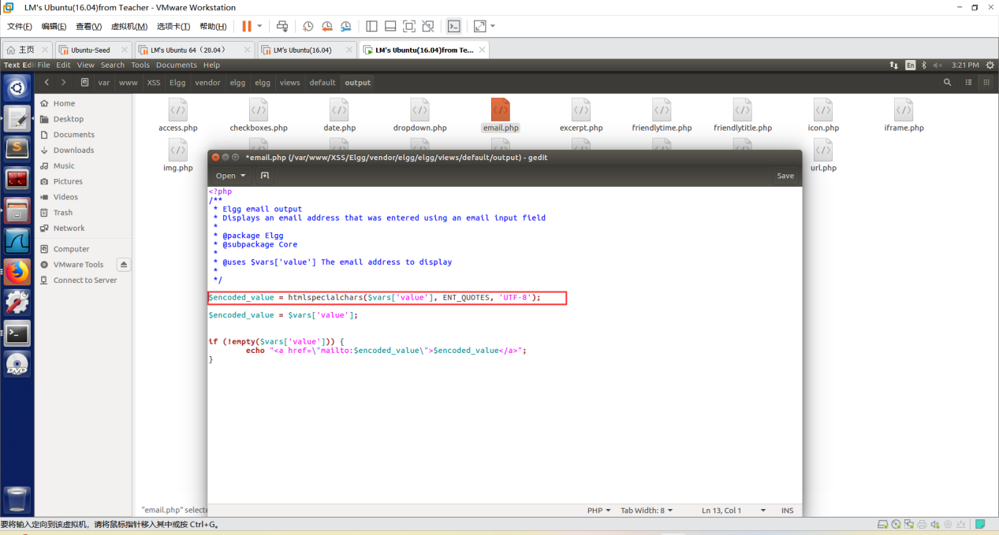 LM's Ubuntu(16.04)from Teacher - VMware Workstation
文件(F) 编辑(E) 查看(V) 虚拟机(M) 选项卡(T) 帮助(H)
主页 Ubuntu-Seed LM's Ubuntu 64（20.04） LM's Ubuntu(16.04) LM's Ubuntu(16.04)from Te...
Text Edi File Edit View Search Tools Documents Help En 3:21 PM
var www XSS Elgg vendor elgg elgg views default output
Home
Desktop
Documents
Downloads
Music
Pictures
Videos
Trash
Network
Computer
VMware Tools
Connect to Server
access.php checkboxes.php date.php dropdown.php email.php excerpt.php friendlytime.php friendlytitle.php icon.php iframe.php
img.php url.php
*email.php (/var/www/XSS/Elgg/vendor/elgg/elgg/views/default/output) - gedit
Open Save
<?php
/**
 * Elgg email output
 * Displays an email address that was entered using an email input field
 *
 * @package Elgg
 * @subpackage Core
 *
 * @uses $vars['value'] The email address to display
 *
 */
$encoded_value = htmlspecialchars($vars['value'], ENT_QUOTES, 'UTF-8');
$encoded_value = $vars['value'];
if (!empty($vars['value'])) {
echo "<a href=\"mailto:$encoded_value\">$encoded_value</a>";
}
"email.php" selecte
PHP Tab Width: 8 Ln 13, Col 1 INS
要将输入定向到该虚拟机，请将鼠标指针移入其中或按 Ctrl+G。